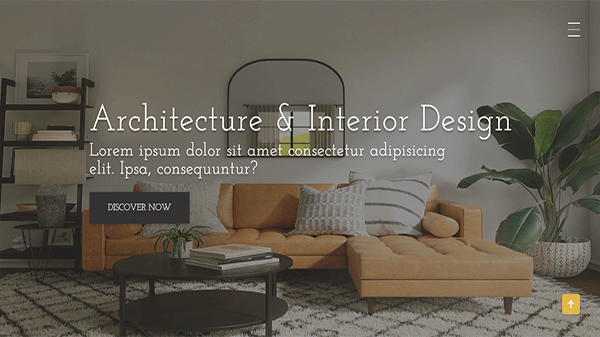 Architecture & Interior Design
Lorem ipsum dolor sit amet consectetur adipisicing
elit. Ipsa, consequuntur?
DISCOVER NOW